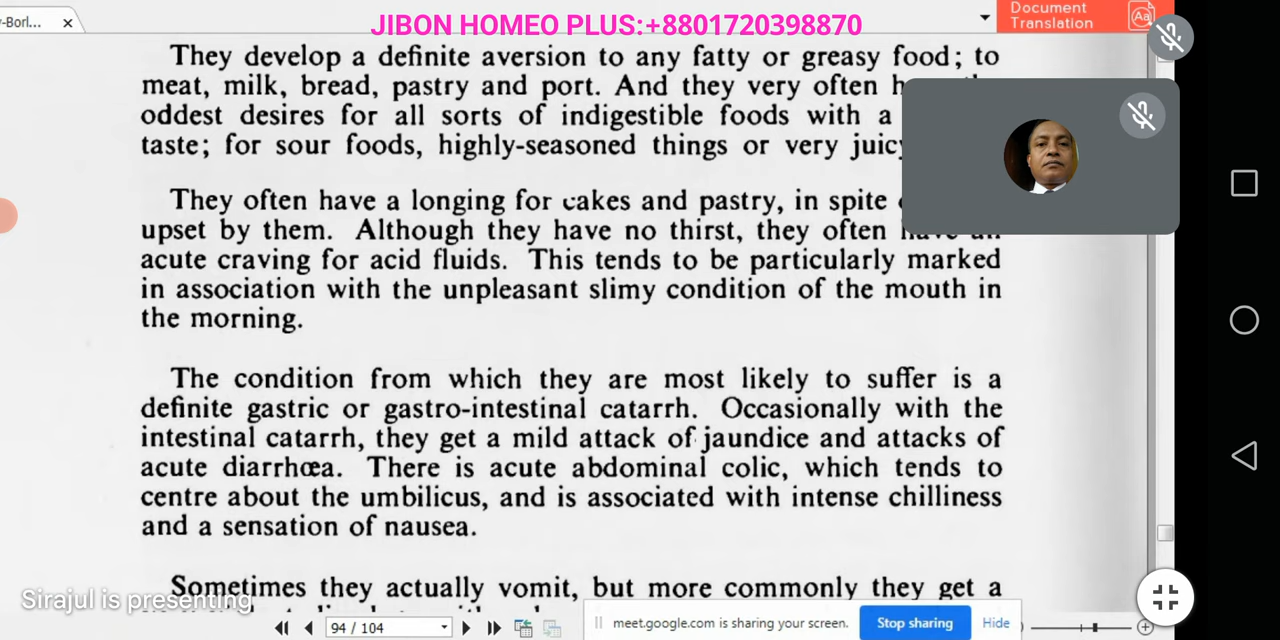 -Borl...
JIBON HOMEO PLUS:+8801720398870
Document
Translation
Aa
They develop a definite aversion to any fatty or greasy food; to
meat, milk, bread, pastry and port. And they very often
oddest desires for all sorts of indigestible foods with a
taste; for sour foods, highly-seasoned things or very
They often have a longing for cakes and pastry, in spite
upset by them. Although they have no thirst, they often have an
acute craving for acid fluids. This tends to be particularly marked
in association with the unpleasant slimy condition of the mouth in
the morning.
The condition from which they are most likely to suffer is a
definite gastric or gastro-intestinal catarrh. Occasionally with the
intestinal catarrh, they get a mild attack of jaundice and attacks of
acute diarrhœa. There is acute abdominal colic, which tends to
centre about the umbilicus, and is associated with intense chilliness
and a sensation of nausea.
Sometimes they actually vomit, but more commonly they get a
Sirajul is presenting
94 / 104
meet.google.com is sharing your screen.
Stop sharing
Hide